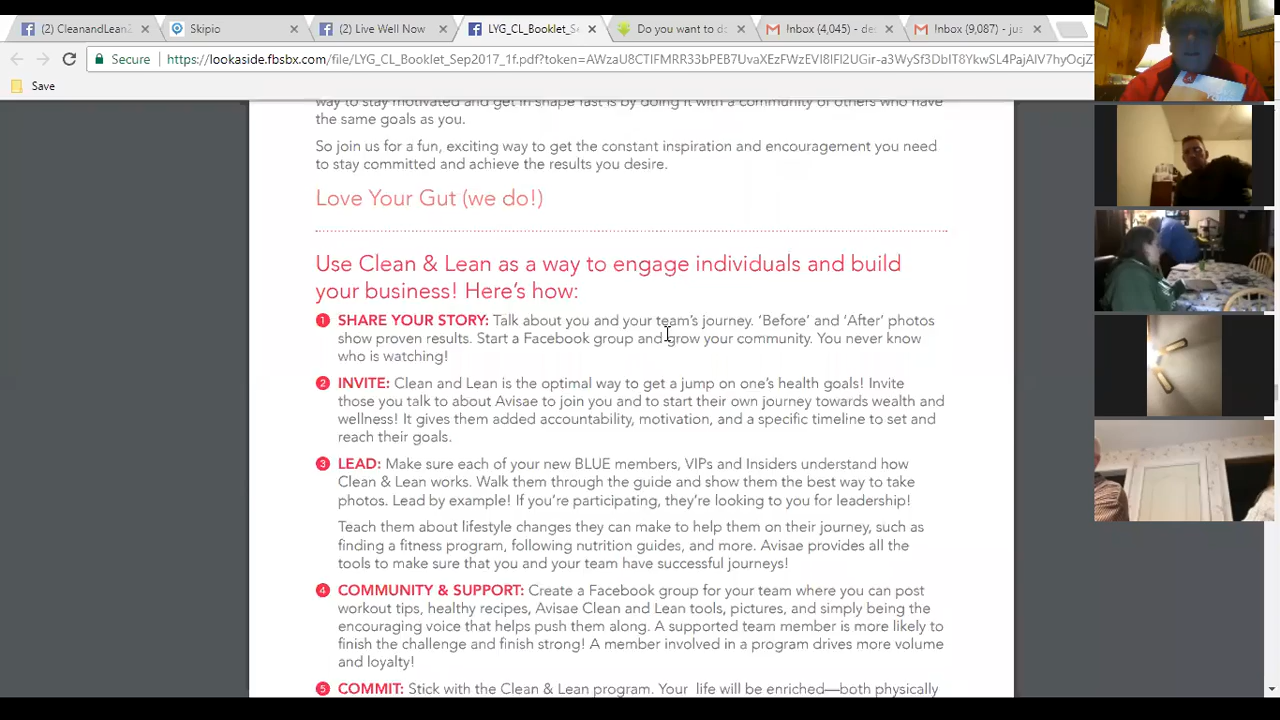 (2) CleanandLean2
Skipio
(2) Live Well Now
LYG_CL_Booklet_Se
Do you want to do
Inbox (4,045) - de
Inbox (9,087) - jus
Secure
https://lookaside.fbsbx.com/file/LYG_CL_Booklet_Sep2017_1f.pdf?token=
Save
way to stay motivated and get in shape fast is by doing it with a community of others who have
the same goals as you.
So join us for a fun, exciting way to get the constant inspiration and encouragement you need
to stay committed and achieve the results you desire.
Love Your Gut (we do!)
Use Clean & Lean as a way to engage individuals and build
your business! Here's how:
1 SHARE YOUR STORY: Talk about you and your team's journey. 'Before' and 'After' photos
show proven results. Start a Facebook group and grow your community. You never know
who is watching!
2 INVITE: Clean and Lean is the optimal way to get a jump on one's health goals! Invite
those you talk to about Avisae to join you and to start their own journey towards wealth and
wellness! It gives them added accountability, motivation, and a specific timeline to set and
reach their goals.
3 LEAD: Make sure each of your new BLUE members, VIPs and Insiders understand how
Clean & Lean works. Walk them through the guide and show them the best way to take
photos. Lead by example! If you're participating, they're looking to you for leadership!
Teach them about lifestyle changes they can make to help them on their journey, such as
finding a fitness program, following nutrition guides, and more. Avisae provides all the
tools to make sure that you and your team have successful journeys!
4 COMMUNITY & SUPPORT: Create a Facebook group for your team where you can post
workout tips, healthy recipes, Avisae Clean and Lean tools, pictures, and simply being the
encouraging voice that helps push them along. A supported team member is more likely to
finish the challenge and finish strong! A member involved in a program drives more volume
and loyalty!
5 COMMIT: Stick with the Clean & Lean program. Your life will be enriched—both physically